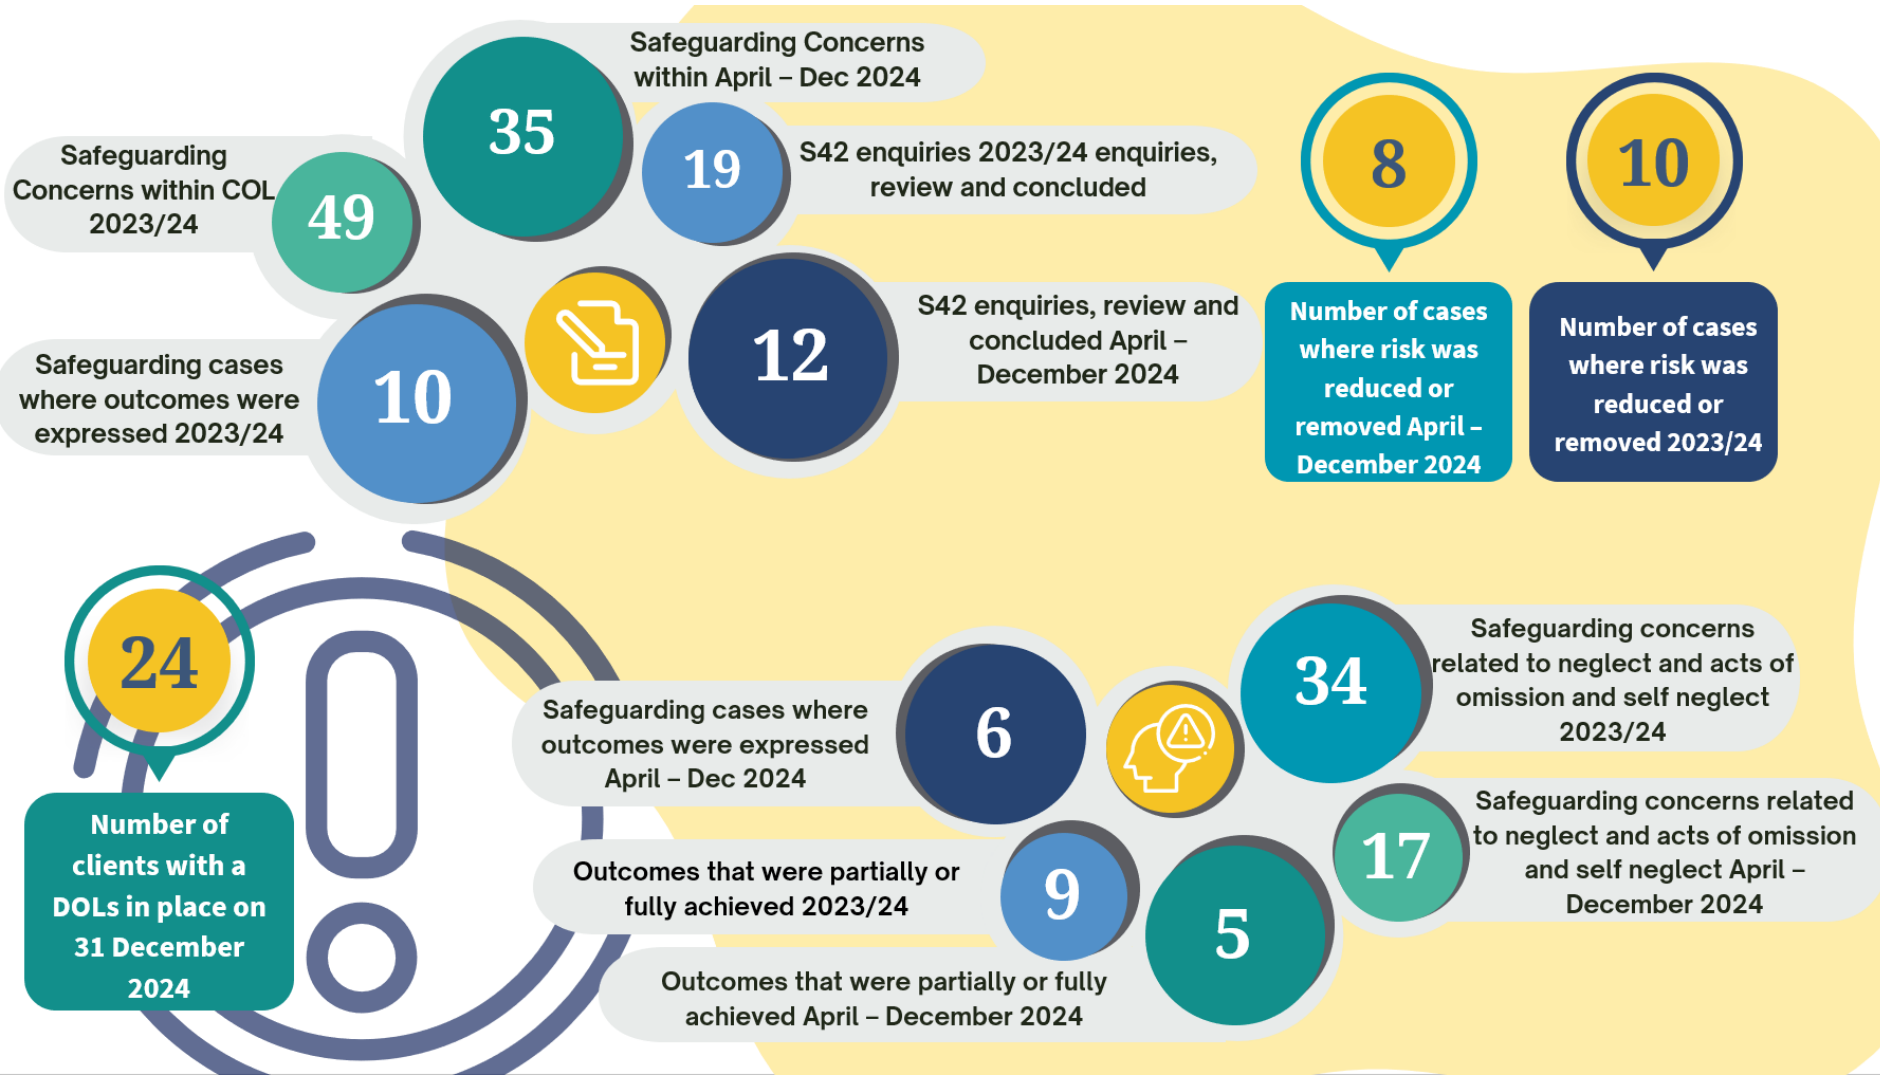 35
Safeguarding Concerns
within April – Dec 2024
Safeguarding
Concerns within COL
2023/24
49
19
S42 enquiries 2023/24 enquiries,
review and concluded
Safeguarding cases
where outcomes were
expressed 2023/24
10
12
S42 enquiries, review and
concluded April –
December 2024
8
Number of cases
where risk was
reduced or
removed April –
December 2024
10
Number of cases
where risk was
reduced or
removed 2023/24
24
Number of
clients with a
DOLs in place on
31 December
2024
Safeguarding cases where
outcomes were expressed
April – Dec 2024
6
34
Safeguarding concerns
related to neglect and acts of
omission and self neglect
2023/24
Outcomes that were partially or
fully achieved 2023/24
9
17
Safeguarding concerns related
to neglect and acts of omission
and self neglect April –
December 2024
Outcomes that were partially or fully
achieved April – December 2024
5